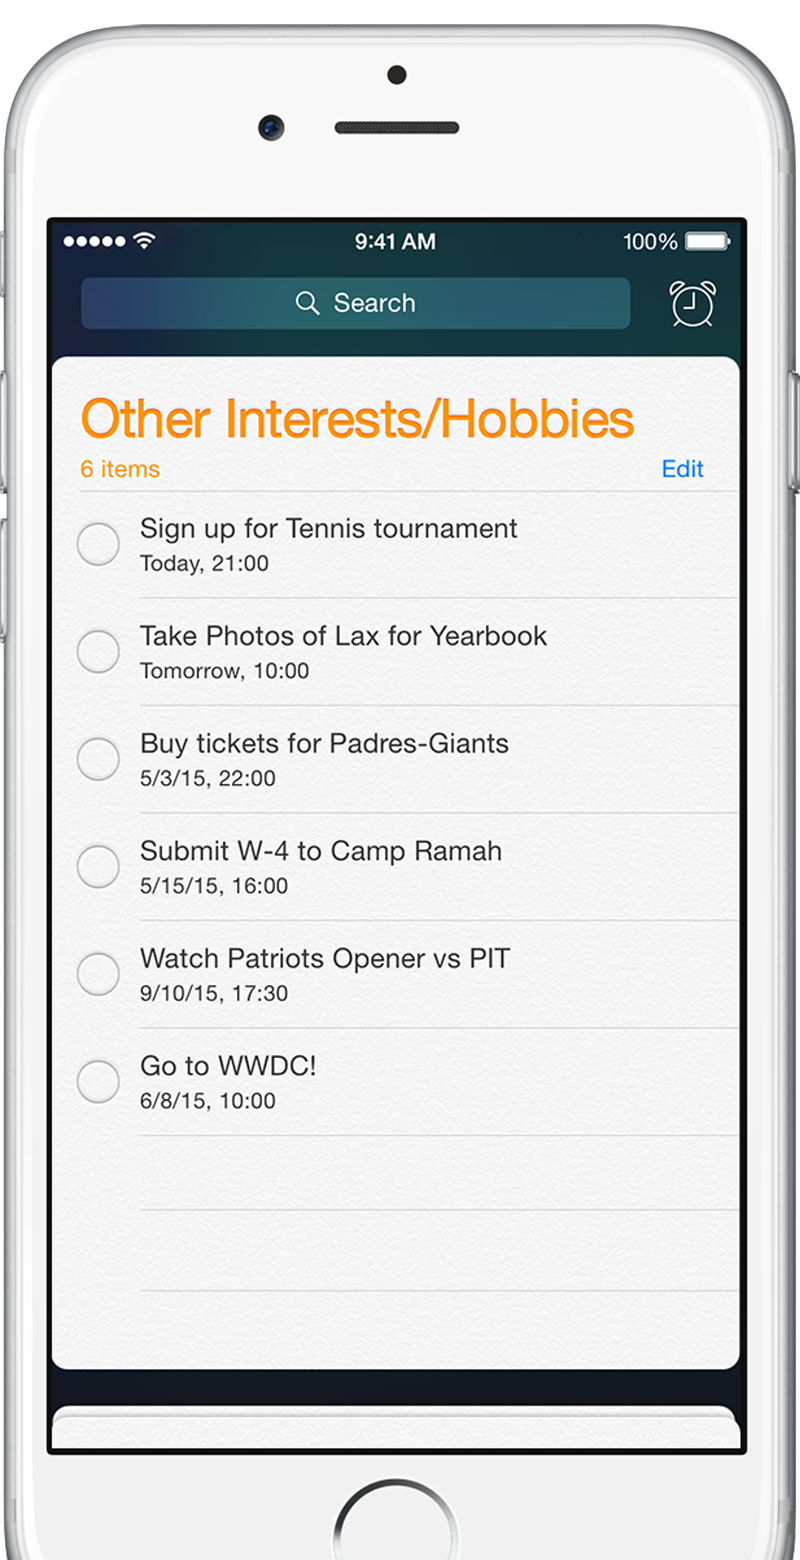 9:41 AM 100%
Search
Other Interests/Hobbies
6 items Edit
Sign up for Tennis tournament
Today, 21:00
Take Photos of Lax for Yearbook
Tomorrow, 10:00
Buy tickets for Padres-Giants
5/3/15, 22:00
Submit W-4 to Camp Ramah
5/15/15, 16:00
Watch Patriots Opener vs PIT
9/10/15, 17:30
Go to WWDC!
6/8/15, 10:00